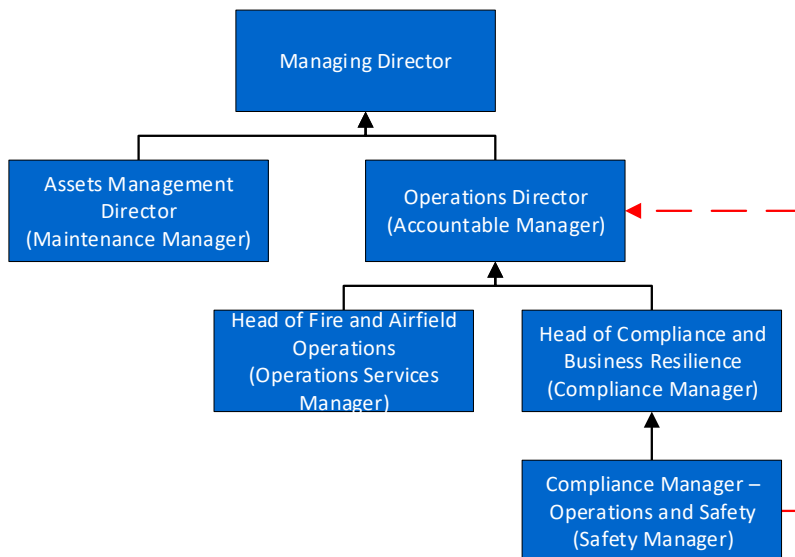 Managing Director
Assets Management
Director
(Maintenance Manager)
Operations Director
(Accountable Manager)
Head of Fire and Airfield
Operations
(Operations Services
Manager)
Head of Compliance and
Business Resilience
(Compliance Manager)
Compliance Manager –
Operations and Safety
(Safety Manager)